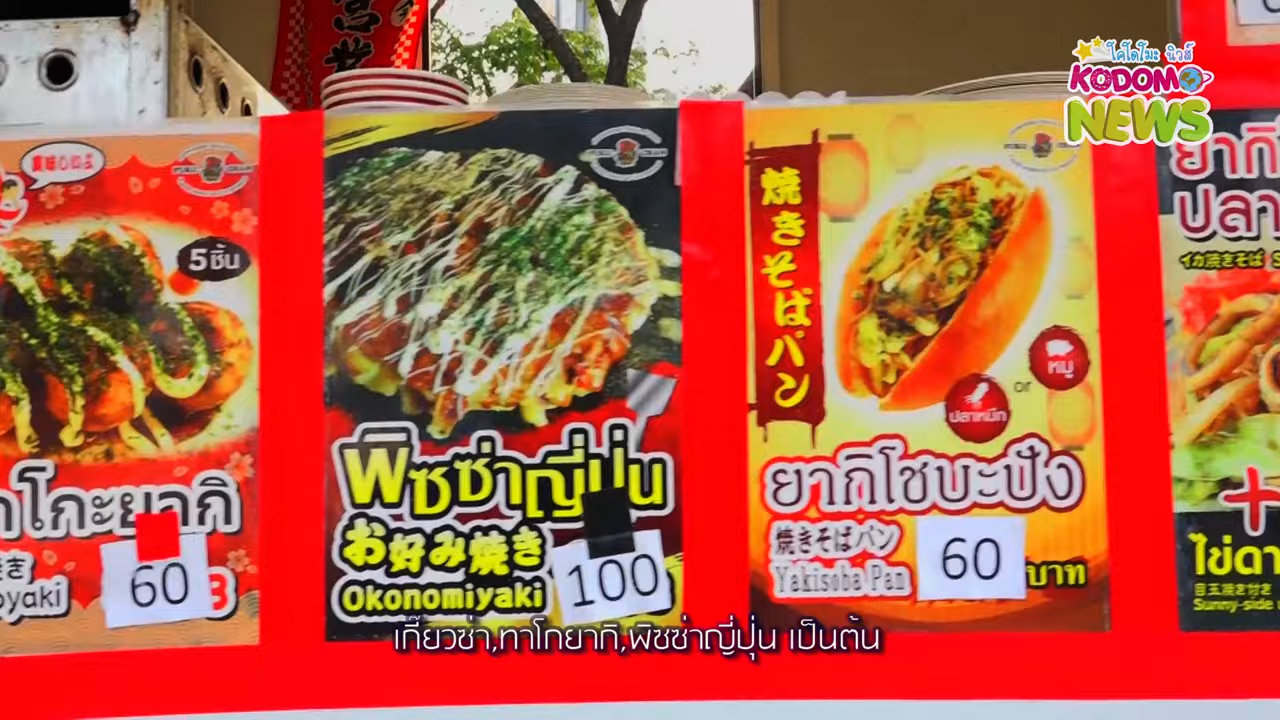 โคโดโมะ นิวส์
KODOMO
NEWS
5ชิ้น
โกะยากิ
60
พิซซ่าญี่ปุ่น
お好み焼き
Okonomiyaki
100
焼きそばパン
หมู
or
ปลาหมึก
ยากิโซบะปัง
焼きそばパン
Yakisoba Pan
60
บาท
ยากิ
ปลา
イカ焼きそば
+
ไข่ดา
目玉焼き付き
Sunny-side
เกี๊ยวซ่า,ทาโกยากิ,พิซซ่าญี่ปุ่น เป็นต้น